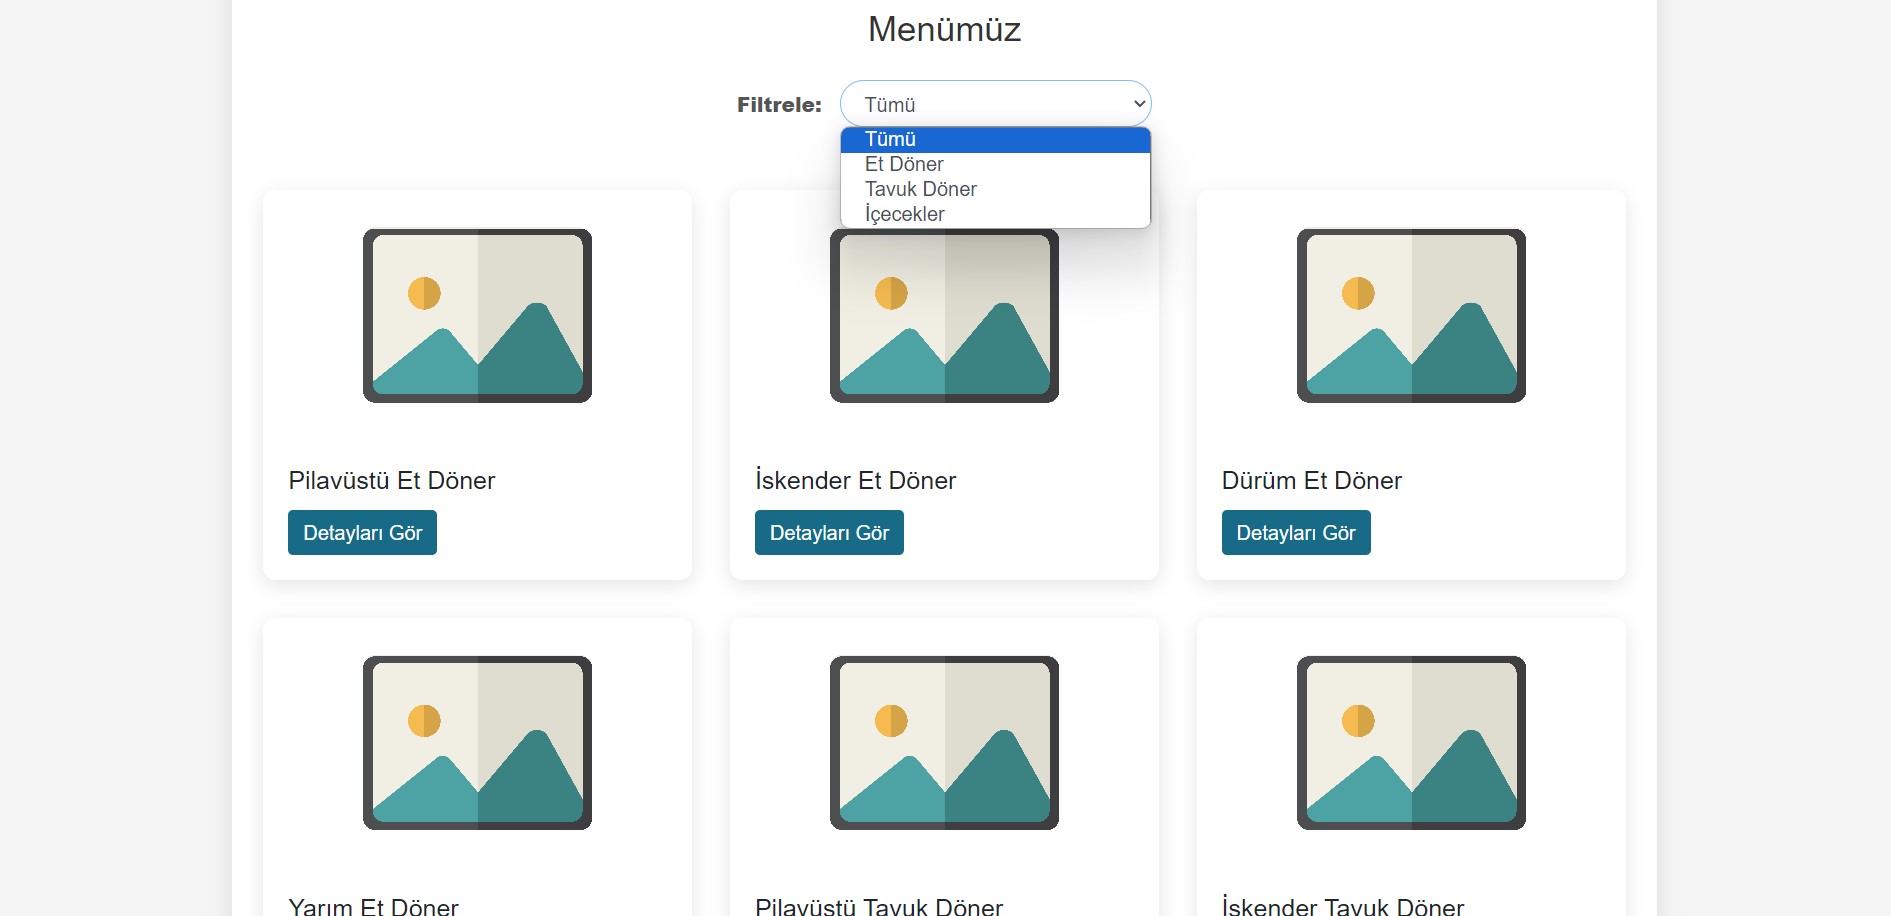 Menümüz
Filtrele: Tümü
Tümü
Et Döner
Tavuk Döner
İçecekler
Pilavüstü Et Döner
Detayları Gör
İskender Et Döner
Detayları Gör
Dürüm Et Döner
Detayları Gör
Yarım Et Döner
Pilavüstü Tavuk Döner
İskender Tavuk Döner